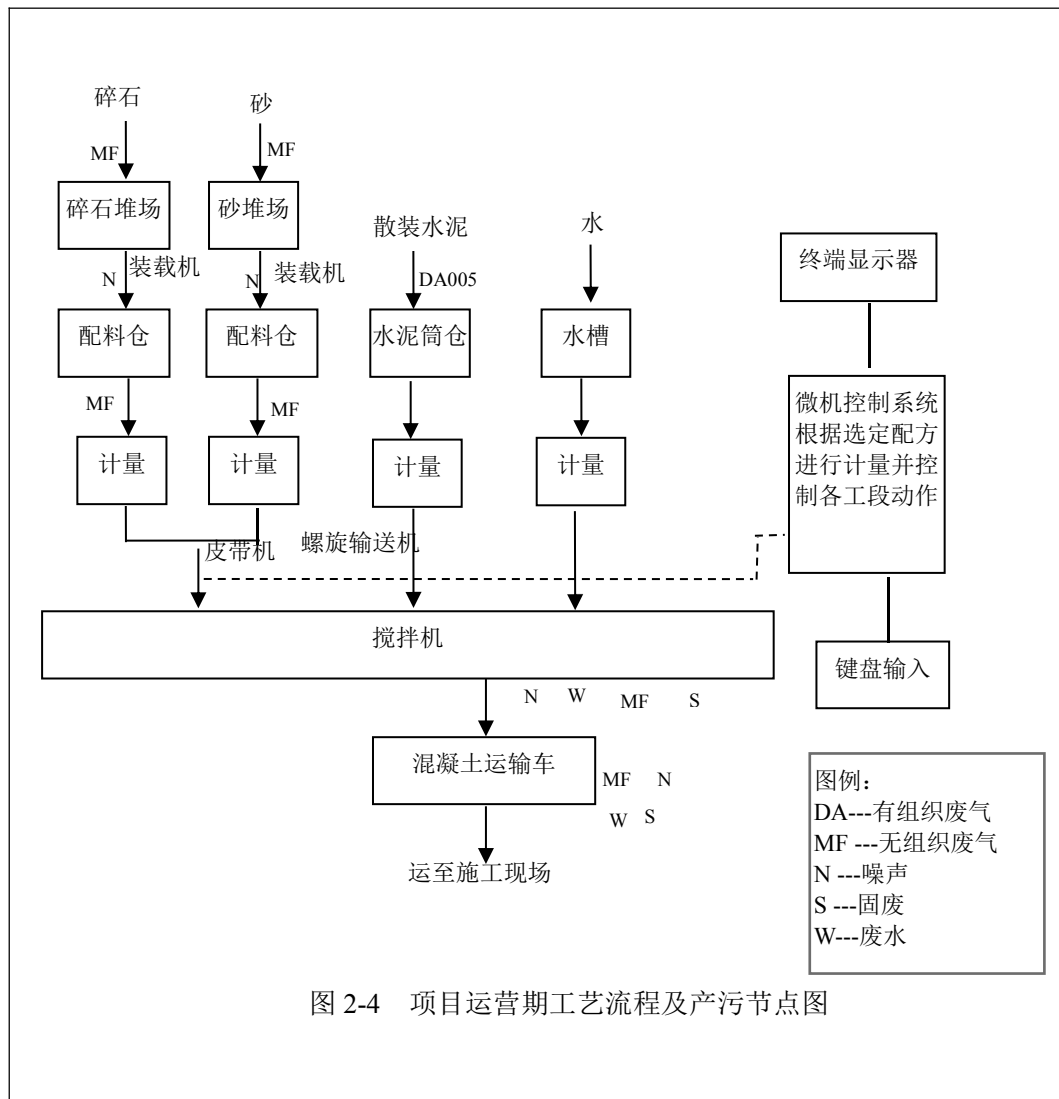 碎石
砂
MF
MF
碎石堆场
砂堆场
散装水泥
水
终端显示器
N
装载机
N
装载机
DA005
配料仓
配料仓
水泥筒仓
水槽
微机控制系统
根据选定配方
进行计量并控
制各工段动作
MF
MF
计量
计量
计量
计量
皮带机
螺旋输送机
搅拌机
键盘输入
N
W
MF
S
混凝土运输车
MF
N
W
S
运至施工现场
图例：
DA---有组织废气
MF ---无组织废气
N ---噪声
S ---固废
W---废水
图 2-4 项目运营期工艺流程及产污节点图